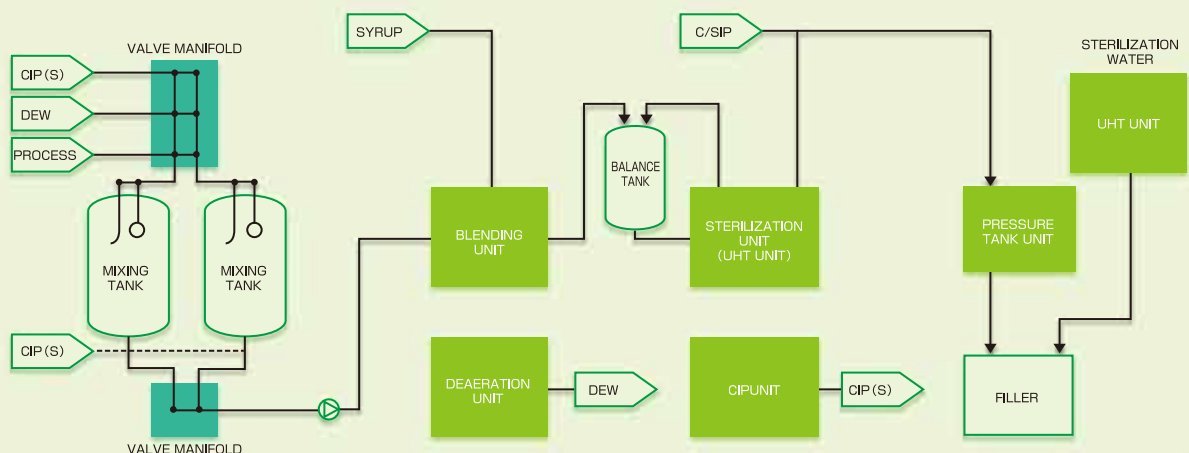 VALVE MANIFOLD
CIP(S)
DEW
PROCESS
MIXING
TANK
MIXING
TANK
CIP(S)
VALVE MANIFOLD
SYRUP
BLENDING
UNIT
BALANCE
TANK
C/SIP
STERILIZATION
UNIT
(UHT UNIT)
DEAERATION
UNIT
DEW
CIPUNIT
CIP(S)
PRESSURE
TANK UNIT
STERILIZATION
WATER
UHT UNIT
FILLER